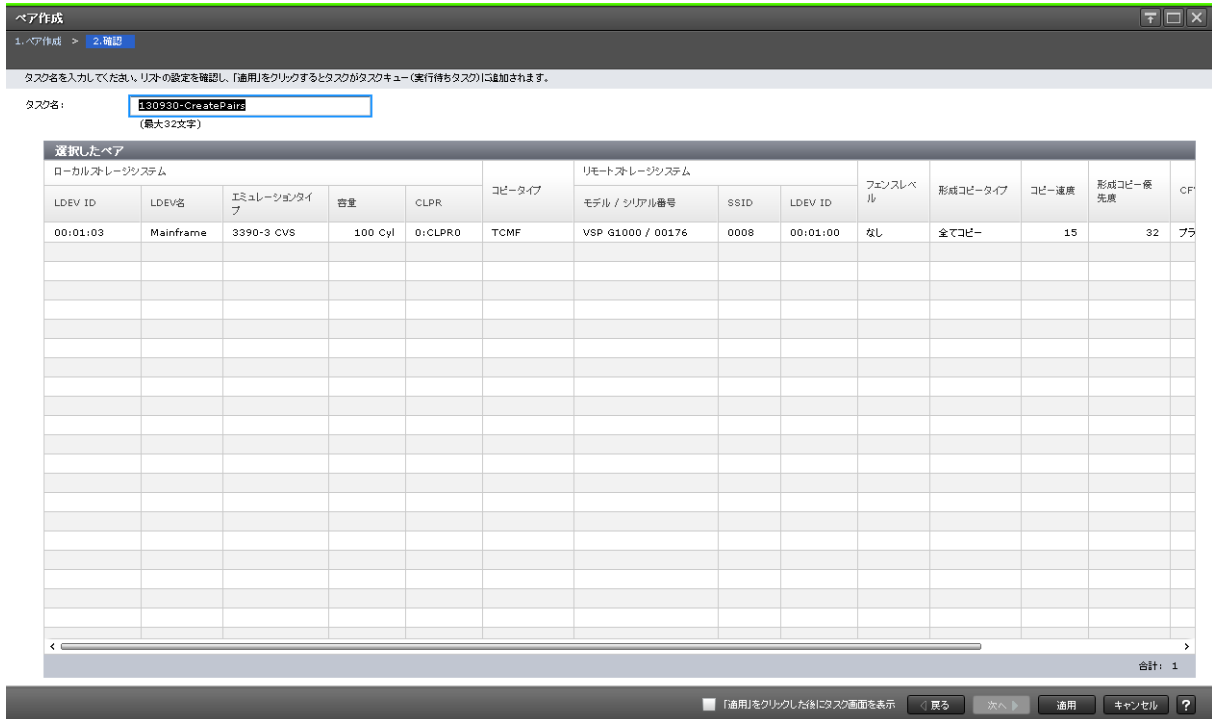 ペア作成
1.ペア作成 > 2.確認
タスク名を入力してください。リストの設定を確認し、「適用」をクリックするとタスクがタスクキュー(実行待ちタスク)に追加されます。
タスク名:
130930-CreatePairs
(最大32文字)
選択したペア
ローカルストレージシステム
コピータイプ
リモートストレージシステム
フェンスレベル
形成コピータイプ
コピー速度
形成コピー優先度
CF
LDEV ID
LDEV名
エミュレーションタイプ
容量
CLPR
モデル / シリアル番号
SSID
LDEV ID
00:01:03 Mainframe 3390-3 CVS 100 Cyl 0:CLPR0 TCMF VSP G1000 / 00176 0008 00:01:00 なし 全てコピー 15 32 プラ
合計: 1
「適用」をクリックした後にタスク画面を表示 戻る 次へ 適用 キャンセル ?